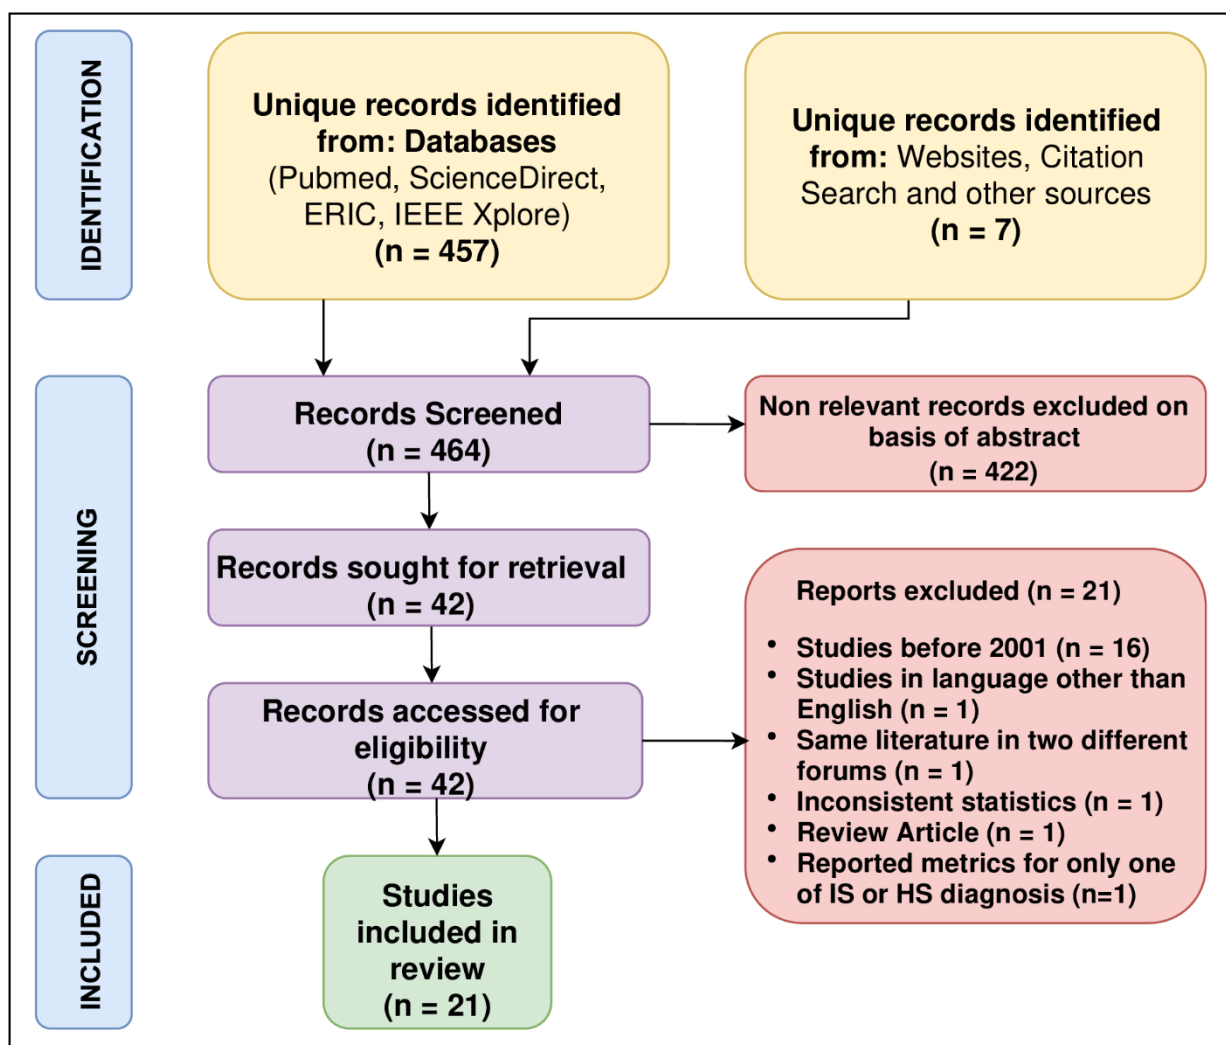 IDENTIFICATION
Unique records identified
from: Databases
(Pubmed, ScienceDirect,
ERIC, IEEE Xplore)
(n = 457)
Unique records identified
from: Websites, Citation
Search and other sources
(n = 7)
SCREENING
Records Screened
(n = 464)
Non relevant records excluded on
basis of abstract
(n = 422)
Records sought for retrieval
(n = 42)
Records accessed for
eligibility
(n = 42)
Reports excluded (n = 21)
• Studies before 2001 (n = 16)
• Studies in language other than
English (n = 1)
• Same literature in two different
forums (n = 1)
• Inconsistent statistics (n = 1)
• Review Article (n = 1)
• Reported metrics for only one
of IS or HS diagnosis (n=1)
INCLUDED
Studies
included in
review
(n = 21)